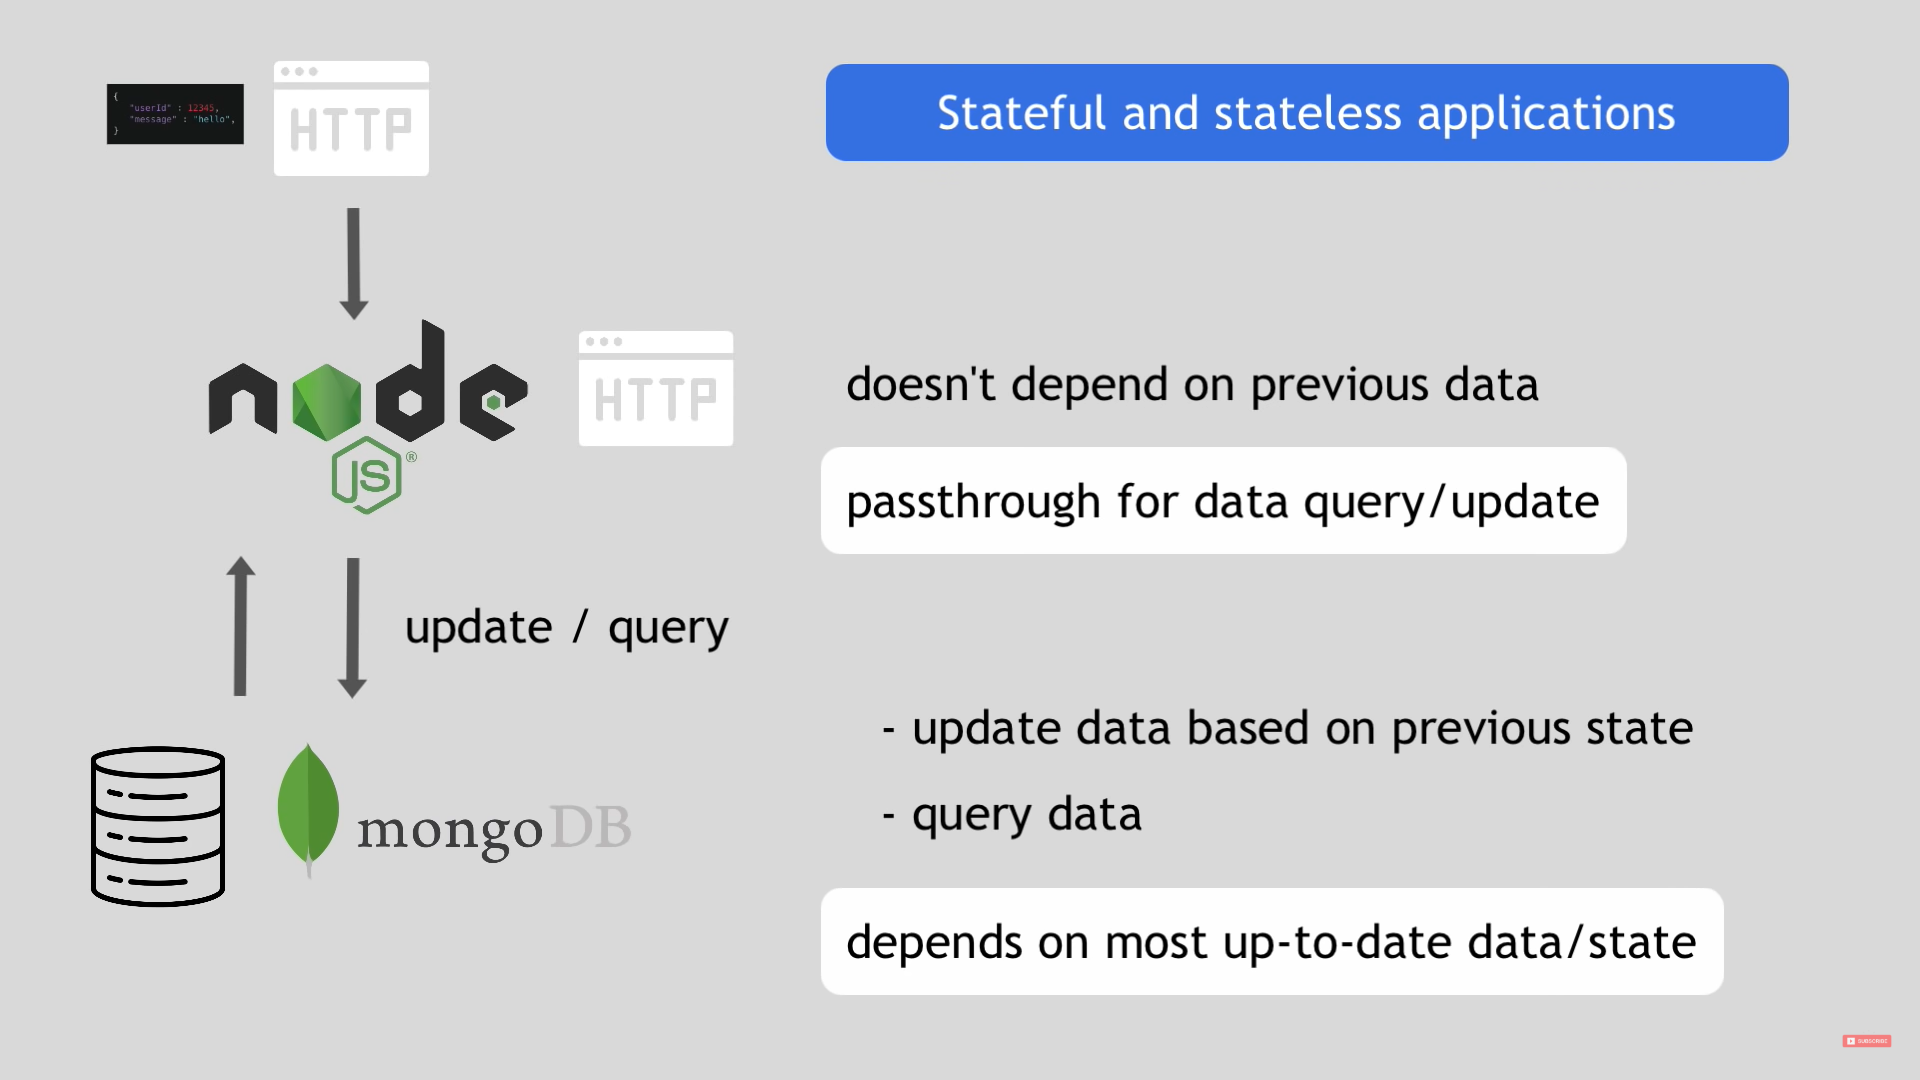 Stateful and stateless applications
{
"userId" : 12345,
"message" : "hello",
}
HTTP
node
JS®
HTTP
doesn't depend on previous data
passthrough for data query/update
update / query
mongoDB
- update data based on previous state
- query data
depends on most up-to-date data/state
SUBSCRIBE